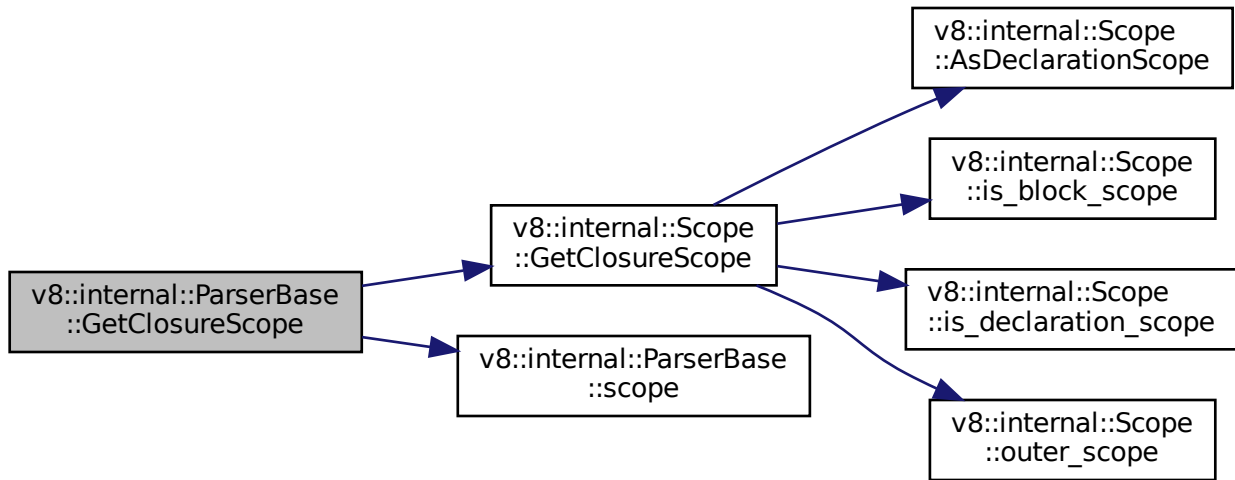 v8::internal::ParserBase
::GetClosureScope
v8::internal::Scope
::GetClosureScope
v8::internal::ParserBase
::scope
v8::internal::Scope
::AsDeclarationScope
v8::internal::Scope
::is_block_scope
v8::internal::Scope
::is_declaration_scope
v8::internal::Scope
::outer_scope